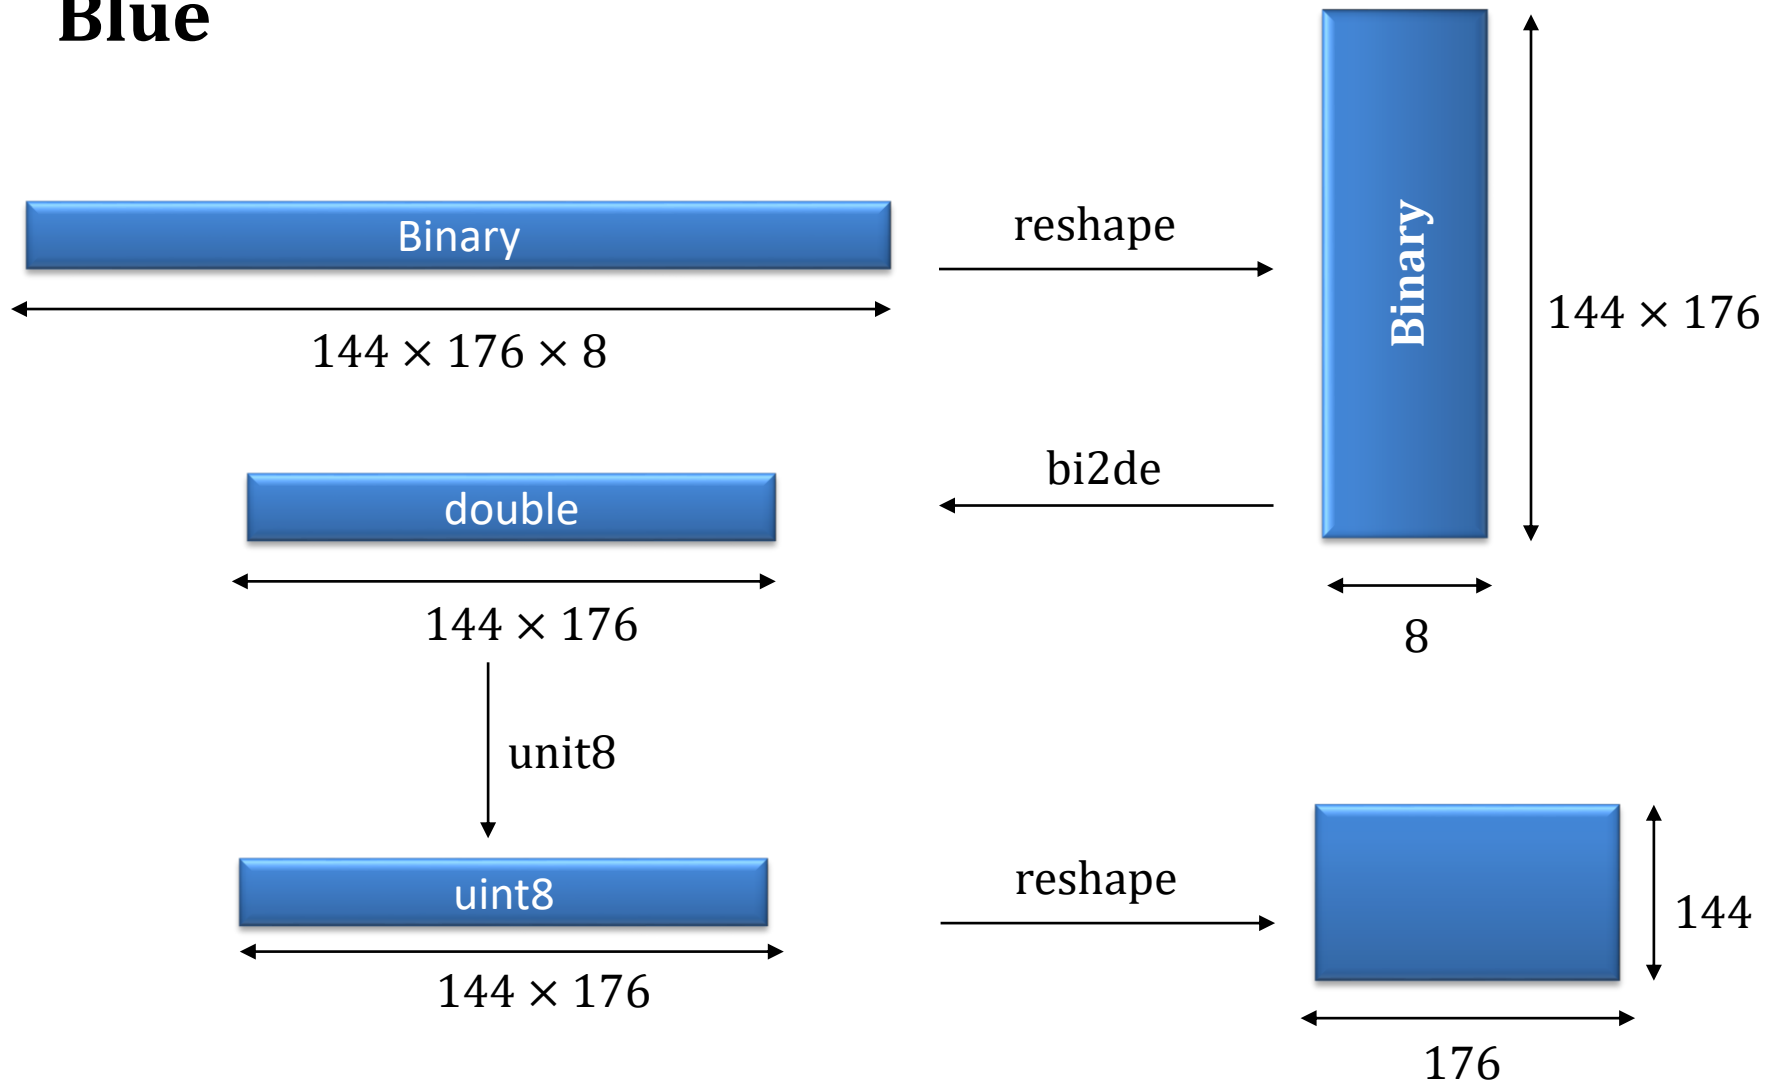 Blue
Binary
144 × 176 × 8
reshape
Binary
144 × 176
8
bi2de
double
144 × 176
unit8
uint8
144 × 176
reshape
144
176